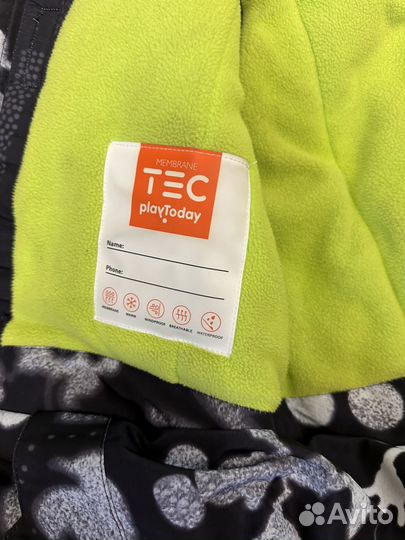 MEMBRANE
TEC
playToday
Name:
Phone:
MEMBRANE WARM WINDPROOF BREATHABLE WATERPROOF
Avito